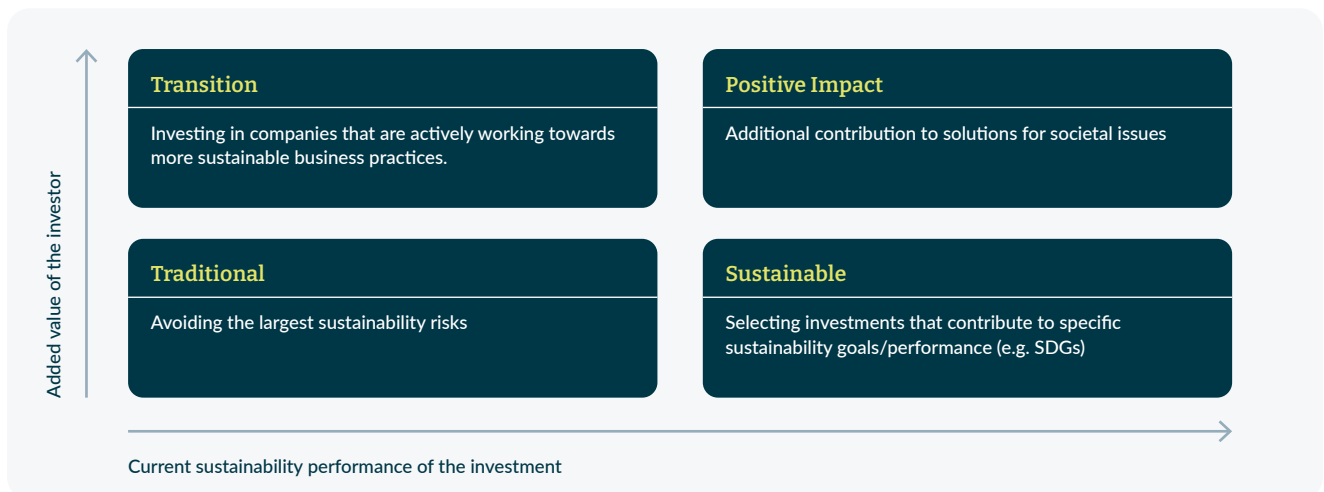 Transition
Investing in companies that are actively working towards
more sustainable business practices.
Positive Impact
Additional contribution to solutions for societal issues
Traditional
Avoiding the largest sustainability risks
Sustainable
Selecting investments that contribute to specific
sustainability goals/performance (e.g. SDGs)
Added value of the investor
Current sustainability performance of the investment